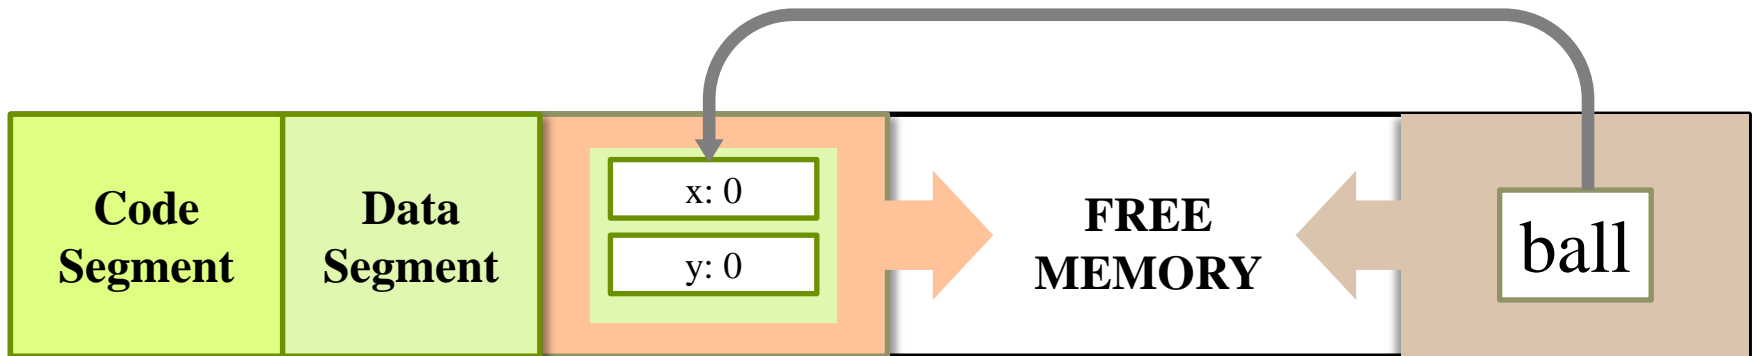 Code
Segment
Data
Segment
x: 0
y: 0
FREE
MEMORY
ball